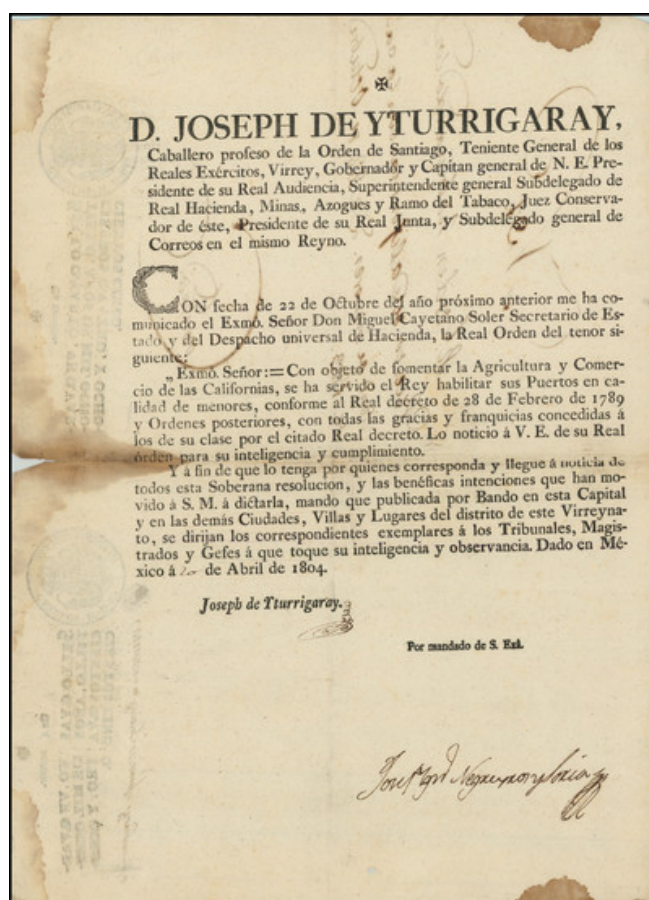 D. JOSEPH DE YTURRIGARAY,
Caballero profeso de la Orden de Santiago, Teniente General de los
Reales Exércitos, Virrey, Gobernador y Capitan general de N. E. Pre-
sidente de su Real Audiencia, Superintendente general Subdelegado de
Real Hacienda, Minas, Azogues y Ramo del Tabaco, Juez Conserva-
dor de éste, Presidente de su Real Junta, y Subdelegado general de
Correos en el mismo Reyno.
CON fecha de 22 de Octubre del año próximo anterior me ha co-
municado el Exmô. Señor Don Miguel Cayetano Soler Secretario de Es-
tado y del Despacho universal de Hacienda, la Real Orden del tenor si-
guiente:
„Exmô. Señor:=Con objeto de fomentar la Agricultura y Comer-
cio de las Californias, se ha servido el Rey habilitar sus Puertos en ca-
lidad de menores, conforme al Real decreto de 28 de Febrero de 1789
y Ordenes posteriores, con todas las gracias y franquicias concedidas á
los de su clase por el citado Real decreto. Lo noticio á V. E. de su Real
órden para su inteligencia y cumplimiento.
Y á fin de que lo tenga por quienes corresponda y llegue á noticia de
todos esta Soberana resolucion, y las benéficas intenciones que han mo-
vido á S. M. á dictarla, mando que publicada por Bando en esta Capital
y en las demás Ciudades, Villas y Lugares del distrito de este Virreyna-
to, se dirijan los correspondientes exemplares á los Tribunales, Magis-
trados y Gefes á que toque su inteligencia y observancia. Dado en Mé-
xico á de Abril de 1804.
Joseph de Yturrigaray.
Por mandado de S. Exâ.